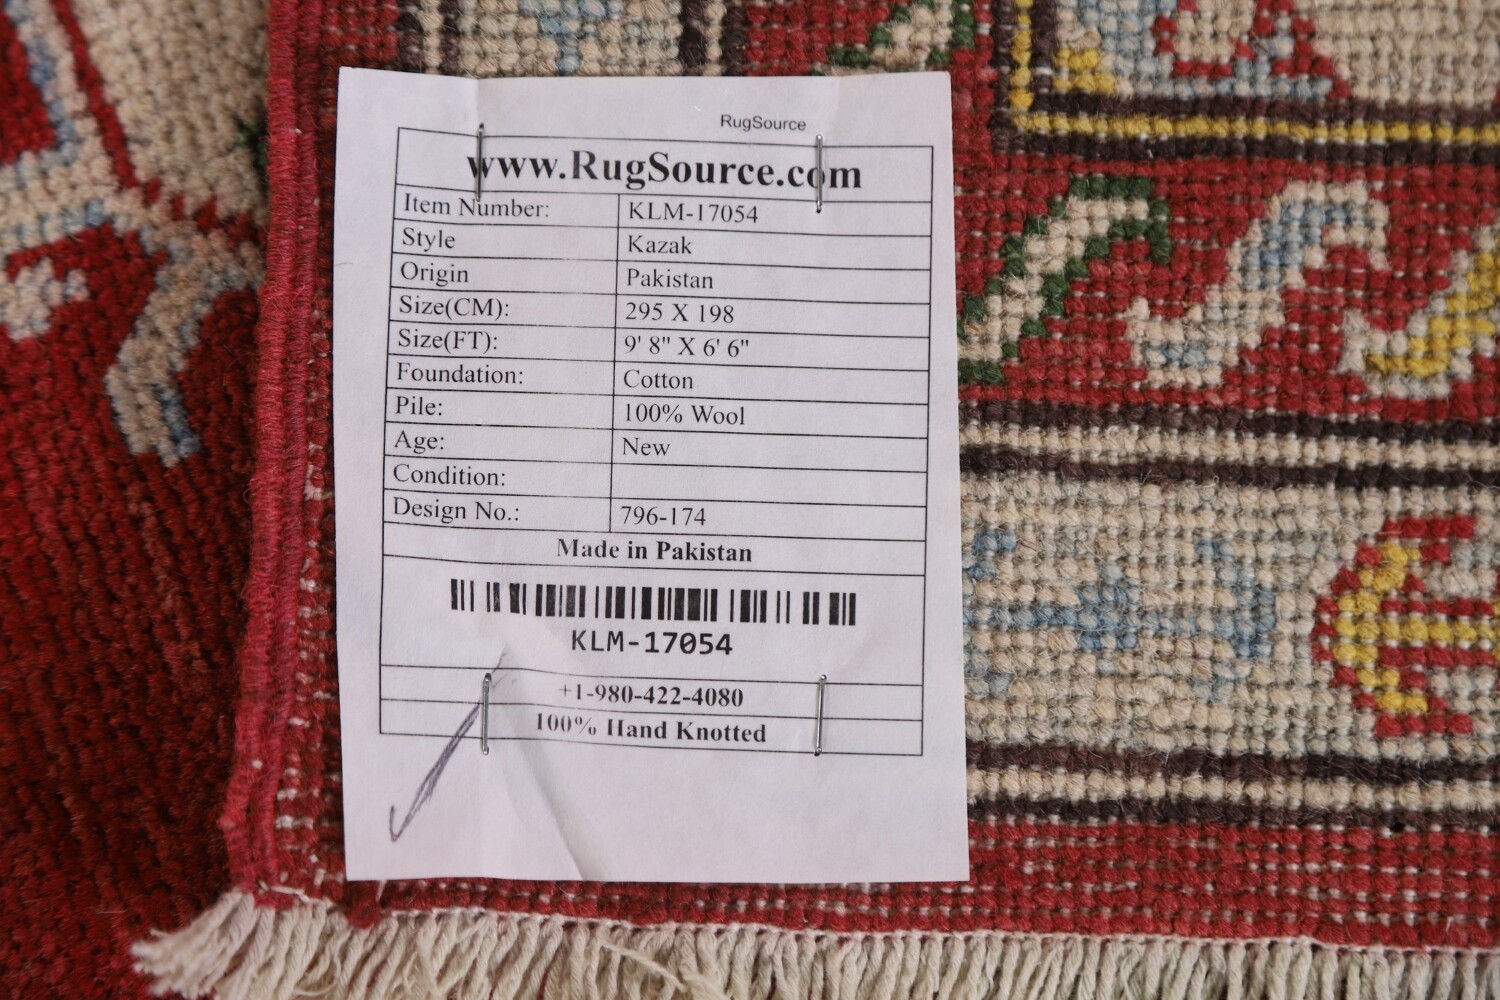 RugSource
www.RugSource.com
Item Number: KLM-17054
Style Kazak
Origin Pakistan
Size(CM): 295 X 198
Size(FT): 9' 8" X 6' 6"
Foundation: Cotton
Pile: 100% Wool
Age: New
Condition:
Design No.: 796-174
Made in Pakistan
KLM-17054
+1-980-422-4080
100% Hand Knotted